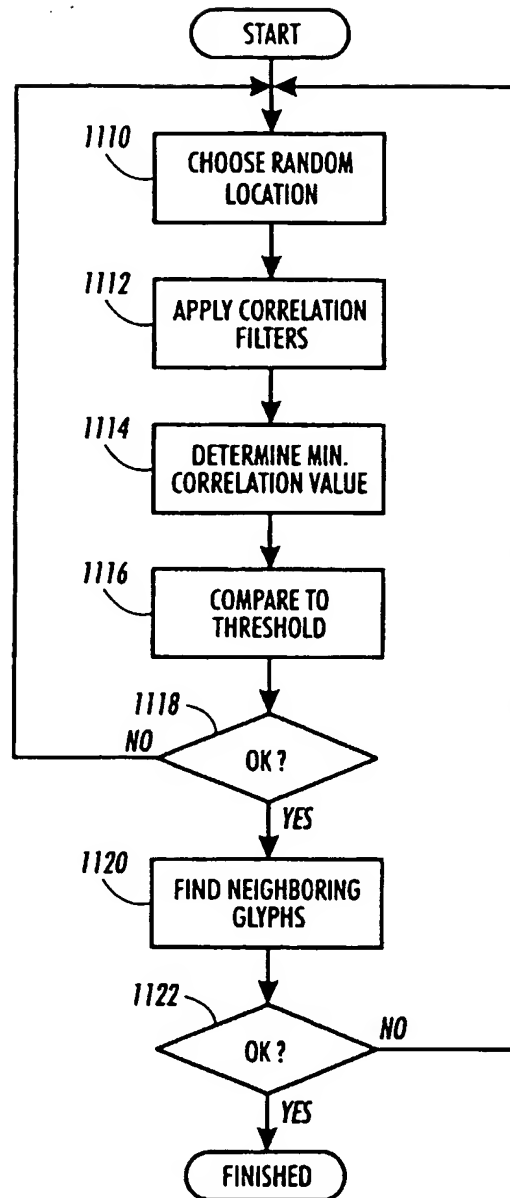 START
1110
CHOOSE RANDOM
LOCATION
1112
APPLY CORRELATION
FILTERS
1114
DETERMINE MIN.
CORRELATION VALUE
1116
COMPARE TO
THRESHOLD
1118
NO
OK ?
YES
1120
FIND NEIGHBORING
GLYPHS
1122
OK ?
NO
YES
FINISHED